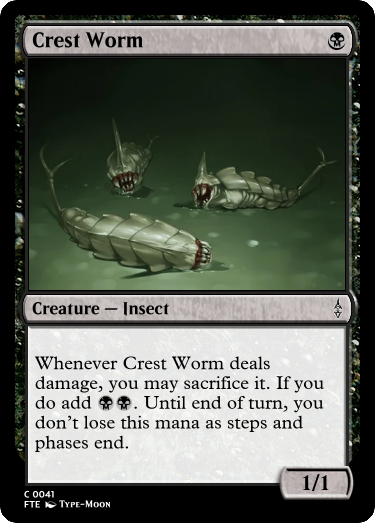 Crest Worm
Creature — Insect
Whenever Crest Worm deals
damage, you may sacrifice it. If you
do add . Until end of turn, you
don't lose this mana as steps and
phases end.
1/1
C 0041
FTE Type-Moon